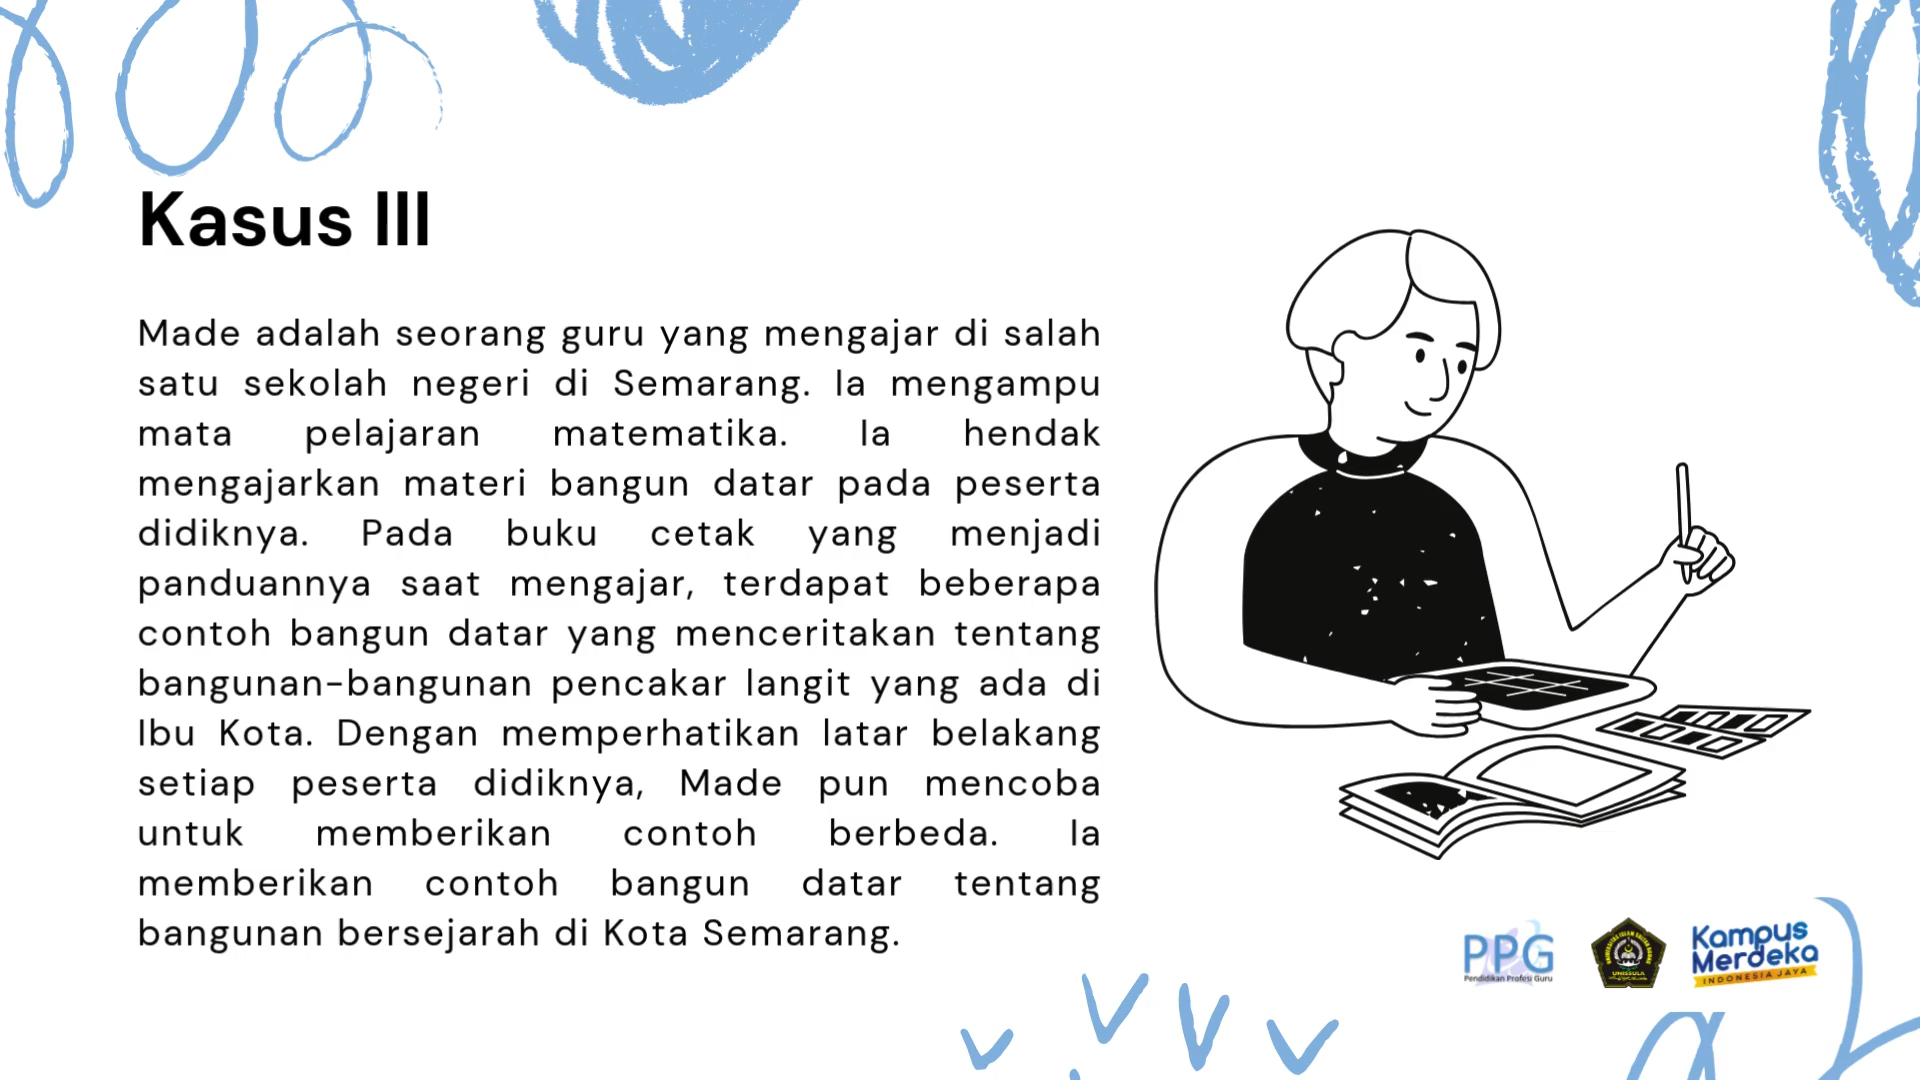 Kasus III
Made adalah seorang guru yang mengajar di salah
satu sekolah negeri di Semarang. Ia mengampu
mata pelajaran matematika. Ia hendak
mengajarkan materi bangun datar pada peserta
didiknya. Pada buku cetak yang menjadi
panduannya saat mengajar, terdapat beberapa
contoh bangun datar yang menceritakan tentang
bangunan-bangunan pencakar langit yang ada di
Ibu Kota. Dengan memperhatikan latar belakang
setiap peserta didiknya, Made pun mencoba
untuk memberikan contoh berbeda. Ia
memberikan contoh bangun datar tentang
bangunan bersejarah di Kota Semarang.
PPG
Pendidikan Profesi Guru
UNISSULA
Kampus
Merdeka
INDONESIA JAYA